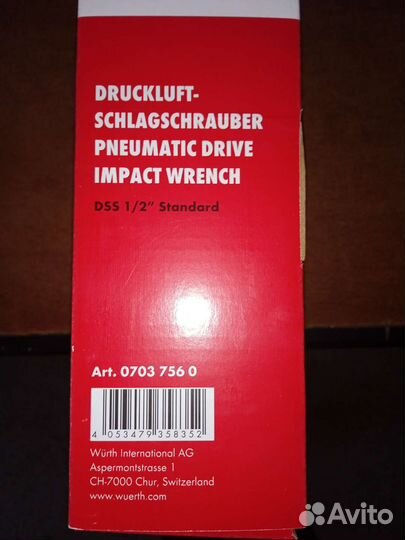 DRUCKLUFT-
SCHLAGSCHRAUBER
PNEUMATIC DRIVE
IMPACT WRENCH
DSS 1/2" Standard
Art. 0703 756 0
4 053479 358352
Würth International AG
Aspermontstrasse 1
CH-7000 Chur, Switzerland
www.wuerth.com
Avito